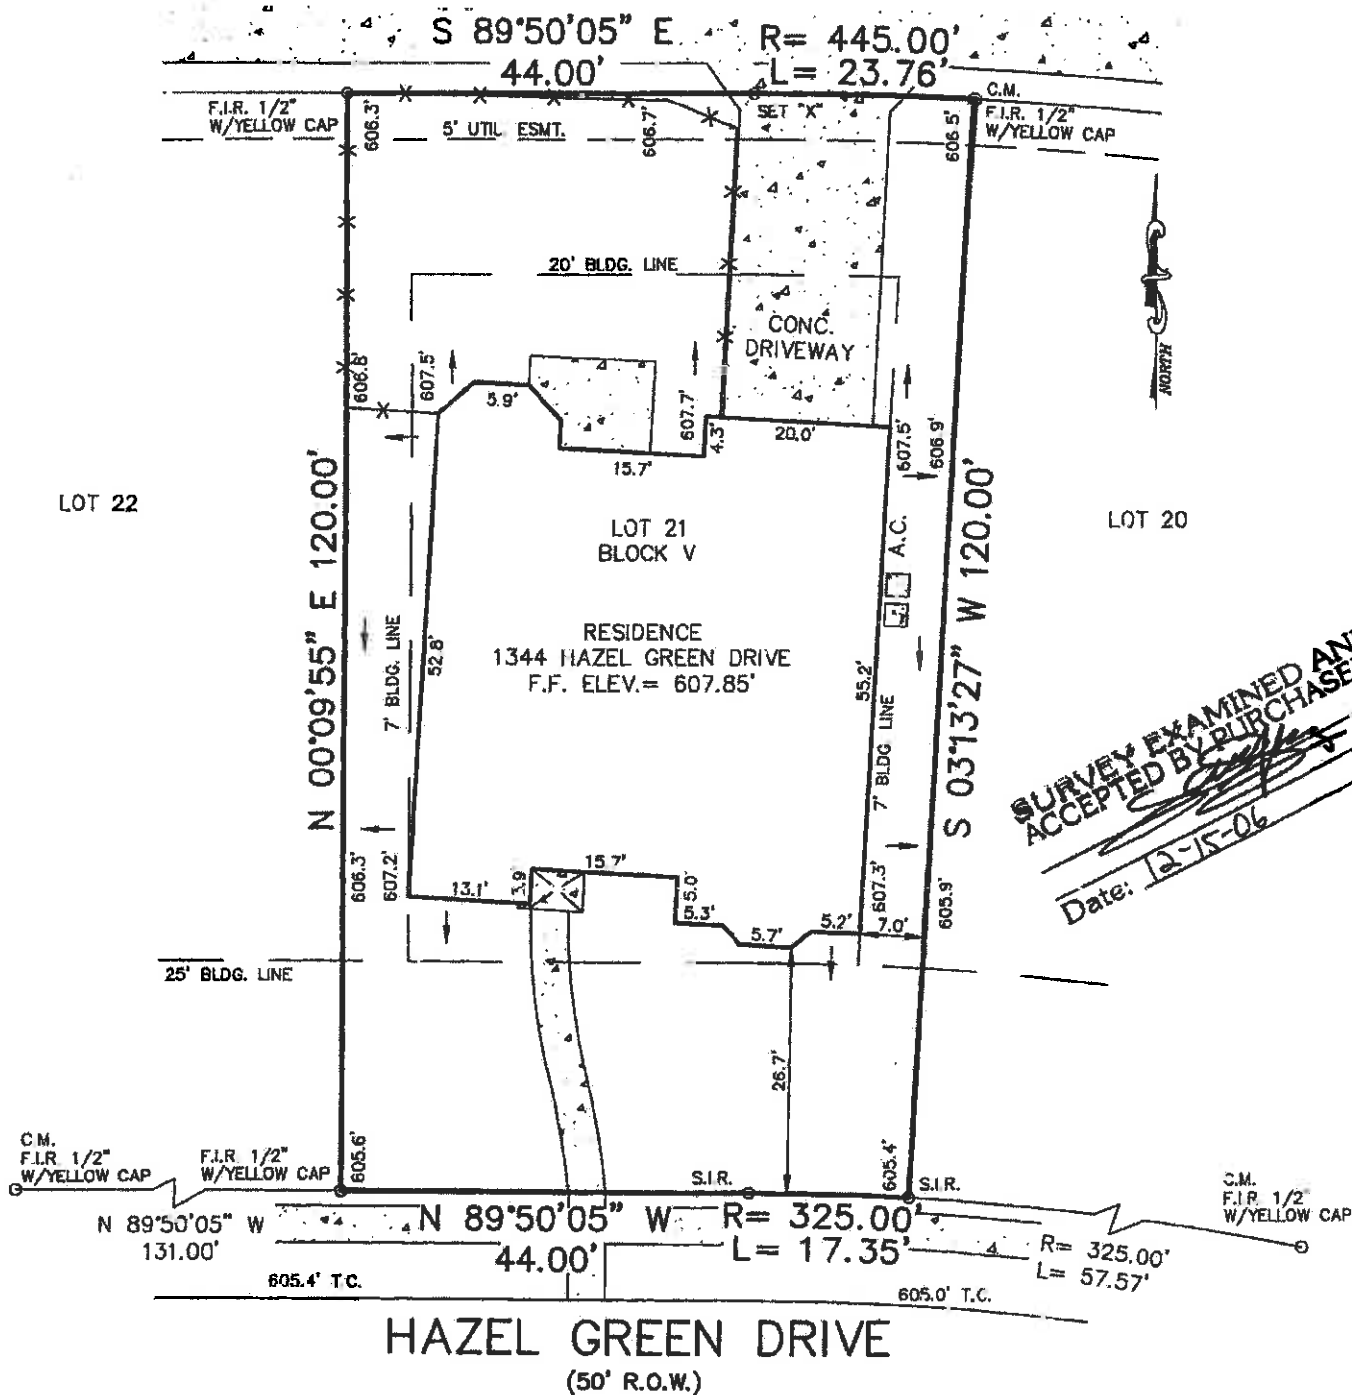 S 89°50'05" E
44.00'
R= 445.00'
L= 23.76'
F.I.R. 1/2"
W/YELLOW CAP
606.3'
5' UTIL ESMT.
606.7'
SET "X"
606.5'
C.M.
F.I.R. 1/2"
W/YELLOW CAP
20' BLDG. LINE
CONC.
DRIVEWAY
NORTH
606.8'
607.5'
5.9'
15.7'
607.7'
4.3'
20.0'
607.5'
606.9'
LOT 22
N 00°09'55" E 120.00'
LOT 21
BLOCK V
A.C.
S 03°13'27" W 120.00'
LOT 20
RESIDENCE
1344 HAZEL GREEN DRIVE
F.F. ELEV.= 607.85'
7' BLDG. LINE
52.8'
55.2'
7' BLDG. LINE
SURVEY EXAMINED AN
ACCEPTED BY PURCHASE
Date: 12-15-06
606.3'
607.2'
13.1'
3.9'
15.7'
5.0'
5.3'
5.7'
5.2'
607.3'
7.0'
605.9'
25' BLDG. LINE
26.7'
C.M.
F.I.R. 1/2"
W/YELLOW CAP
F.I.R. 1/2"
W/YELLOW CAP
605.6'
S.I.R.
605.4'
S.I.R.
C.M.
F.I.R. 1/2"
W/YELLOW CAP
N 89°50'05" W
131.00'
N 89°50'05" W
44.00'
R= 325.00'
L= 17.35'
R= 325.00'
L= 57.57'
605.4' T.C.
605.0' T.C.
HAZEL GREEN DRIVE
(50' R.O.W.)